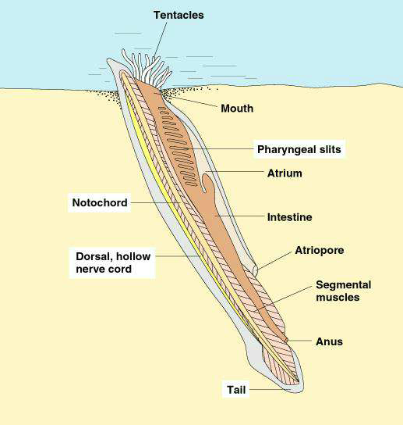 Tentacles
Mouth
Pharyngeal slits
Atrium
Notochord
Intestine
Dorsal, hollow
nerve cord
Atriopore
Segmental
muscles
Anus
Tail